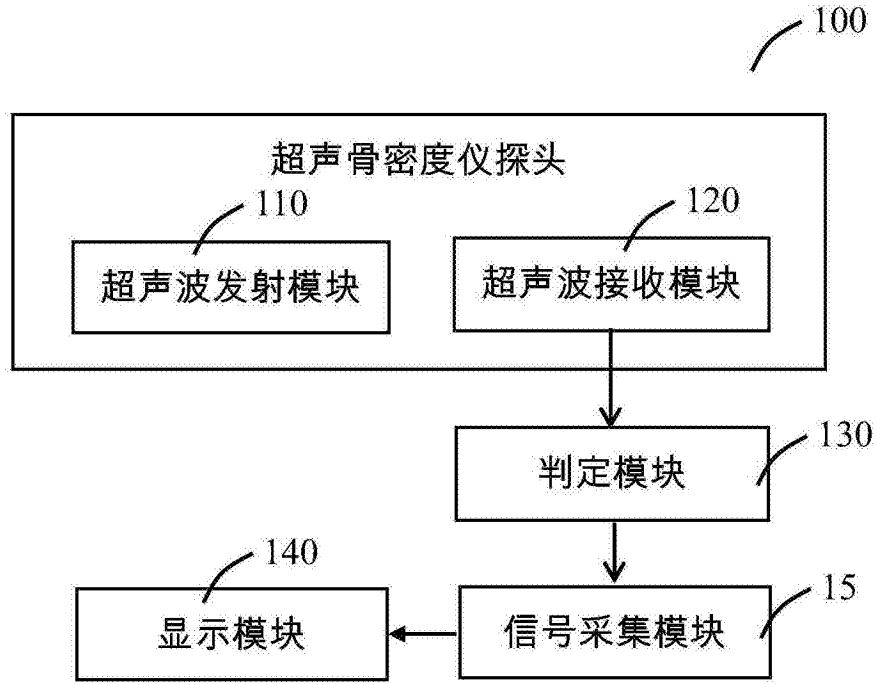 100
超声骨密度仪探头
110
120
超声波发射模块
超声波接收模块
130
判定模块
140
15
显示模块
信号采集模块